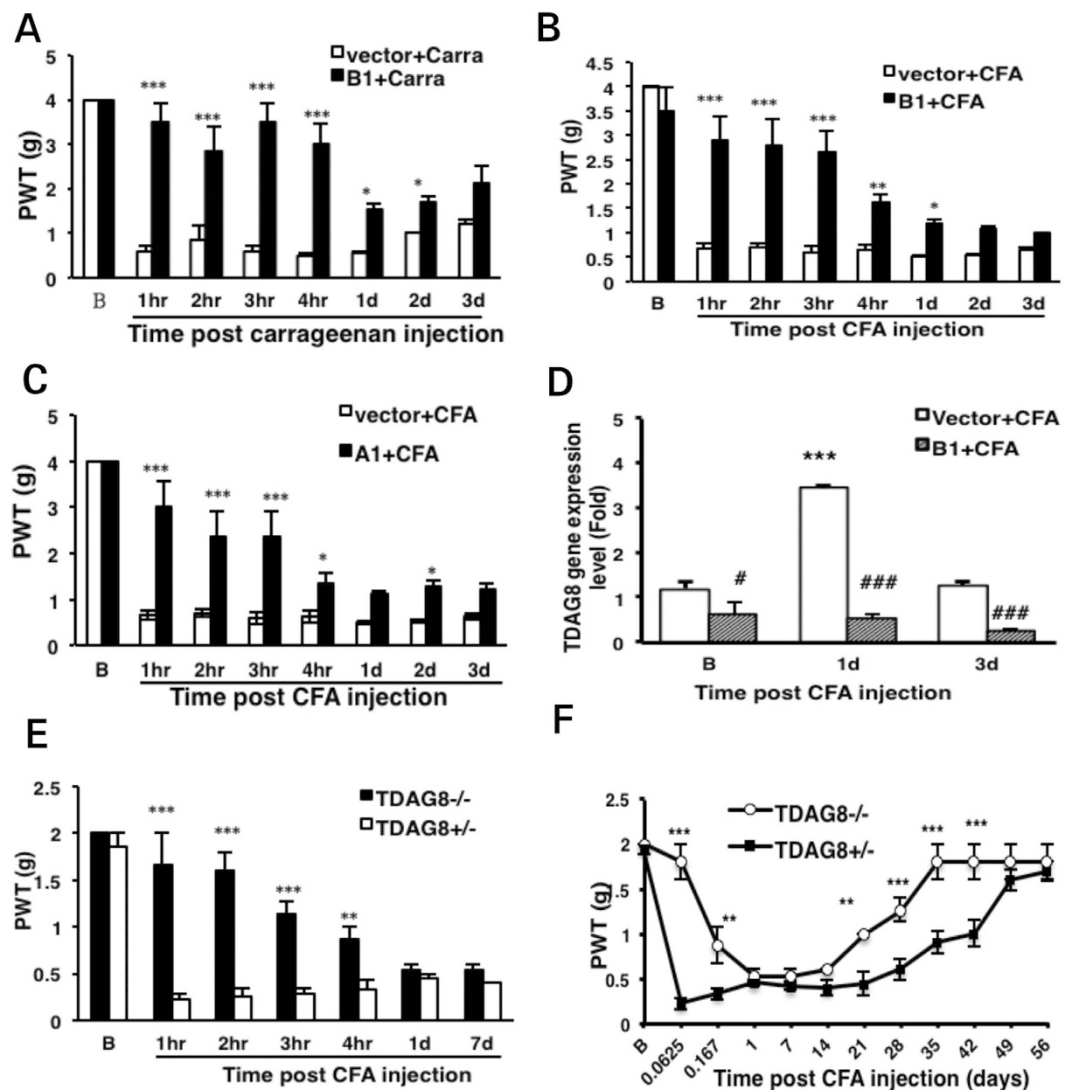 A
5
4
3
2
1
0
PWT (g)
vector+Carra
B1+Carra
***
***
***
***
*
*
B 1hr 2hr 3hr 4hr 1d 2d 3d
Time post carrageenan injection
B
4.5
4
3.5
3
2.5
2
1.5
1
0.5
0
PWT (g)
vector+CFA
B1+CFA
***
***
***
**
*
B 1hr 2hr 3hr 4hr 1d 2d 3d
Time post CFA injection
C
5
4
3
2
1
0
PWT (g)
vector+CFA
A1+CFA
***
***
***
*
*
B 1hr 2hr 3hr 4hr 1d 2d 3d
Time post CFA injection
D
5
4
3
2
1
0
TDAG8 gene expression
level (Fold)
Vector+CFA
B1+CFA
***
#
###
###
B 1d 3d
Time post CFA injection
E
2.5
2
1.5
1
0.5
0
PWT (g)
TDAG8-/-
TDAG8+/-
***
***
***
**
B 1hr 2hr 3hr 4hr 1d 7d
Time post CFA injection
F
2.5
2
1.5
1
0.5
0
PWT (g)
TDAG8-/-
TDAG8+/-
***
**
**
***
***
***
B 0.0625 0.167 1 7 14 21 28 35 42 49 56
Time post CFA injection (days)